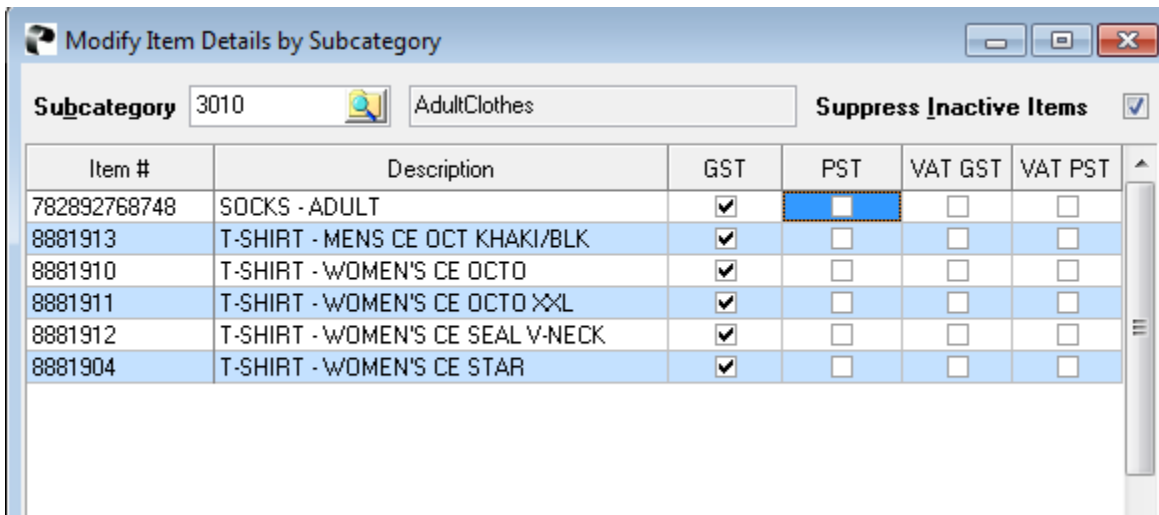 Modify Item Details by Subcategory
Subcategory 3010 AdultClothes Suppress Inactive Items
Item # Description GST PST VAT GST VAT PST
782892768748 SOCKS - ADULT
8881913 T-SHIRT - MENS CE OCT KHAKI/BLK
8881910 T-SHIRT - WOMEN'S CE OCTO
8881911 T-SHIRT - WOMEN'S CE OCTO XXL
8881912 T-SHIRT - WOMEN'S CE SEAL V-NECK
8881904 T-SHIRT - WOMEN'S CE STAR